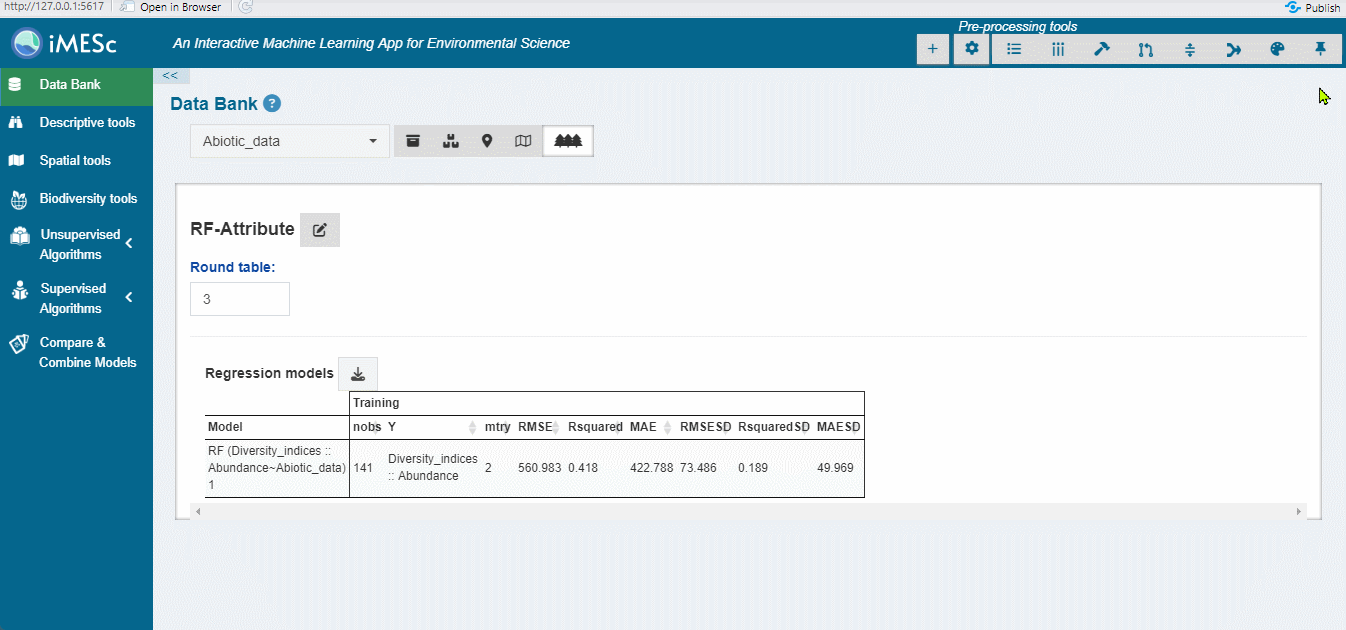 http://127.0.0.1:5617
Open in Browser
Publish
iMESc
An Interactive Machine Learning App for Environmental Science
Pre-processing tools
Data Bank
Descriptive tools
Spatial tools
Biodiversity tools
Unsupervised
Algorithms
Supervised
Algorithms
Compare &
Combine Models
<<
Data Bank ?
Abiotic_data
RF-Attribute
Round table:
3
Regression models
Training
Model nobs Y mtry RMSE Rsquared MAE RMSESD RsquaredSD MAESD
RF (Diversity_indices ::
Abundance~Abiotic_data)
1
141
Diversity_indices
:: Abundance
2 560.983 0.418 422.788 73.486 0.189 49.969